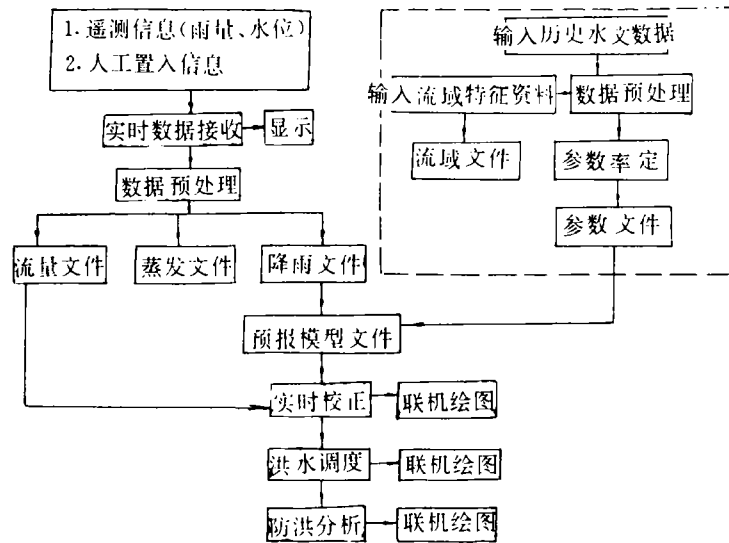 1.遥测信息(雨量、水位)
2.人工置入信息
实时数据接收
显示
数据预处理
流量文件
蒸发文件
降雨文件
输入历史水文数据
输入流域特征资料
数据预处理
流域文件
参数率定
参数文件
预报模型文件
实时校正
联机绘图
洪水调度
联机绘图
防洪分析
联机绘图